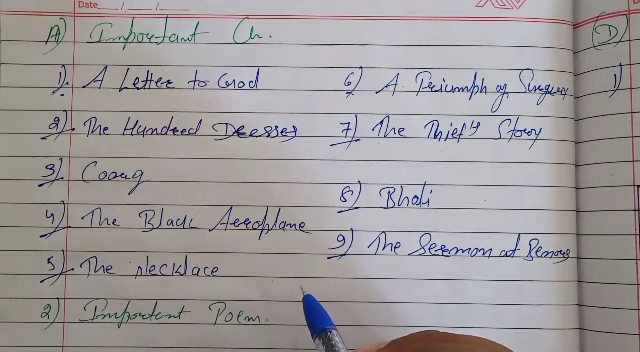 Date
A) Important Ch.
1). A Letter to God
2). The Hundred Dresses
3) Coorg
4) The Black Aeroplane
5). The Necklace
6) A Triumph of Surgery
7) The Thief's Story
8) Bholi
9) The Sermon at Benares
2) Important Poem.
(D)
1)